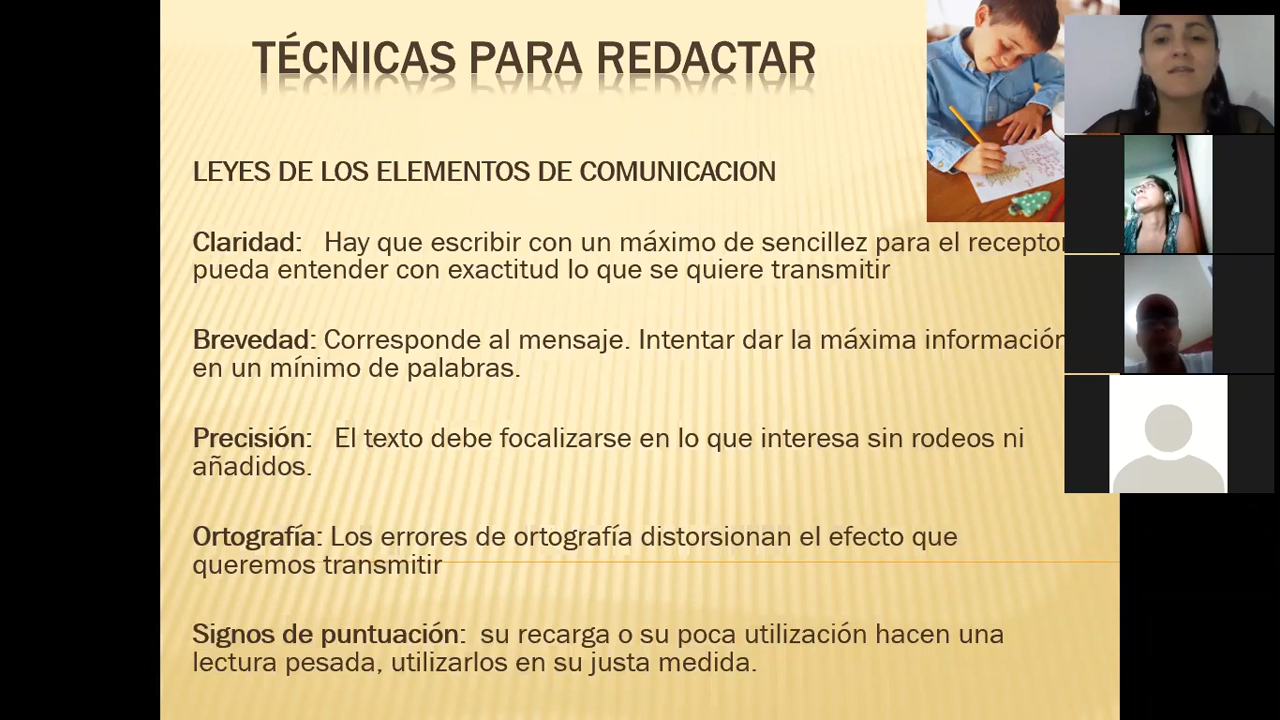 TÉCNICAS PARA REDACTAR
LEYES DE LOS ELEMENTOS DE COMUNICACION
Claridad: Hay que escribir con un máximo de sencillez para el receptor
pueda entender con exactitud lo que se quiere transmitir
Brevedad: Corresponde al mensaje. Intentar dar la máxima información
en un mínimo de palabras.
Precisión: El texto debe focalizarse en lo que interesa sin rodeos ni
añadidos.
Ortografía: Los errores de ortografía distorsionan el efecto que
queremos transmitir
Signos de puntuación: su recarga o su poca utilización hacen una
lectura pesada, utilizarlos en su justa medida.